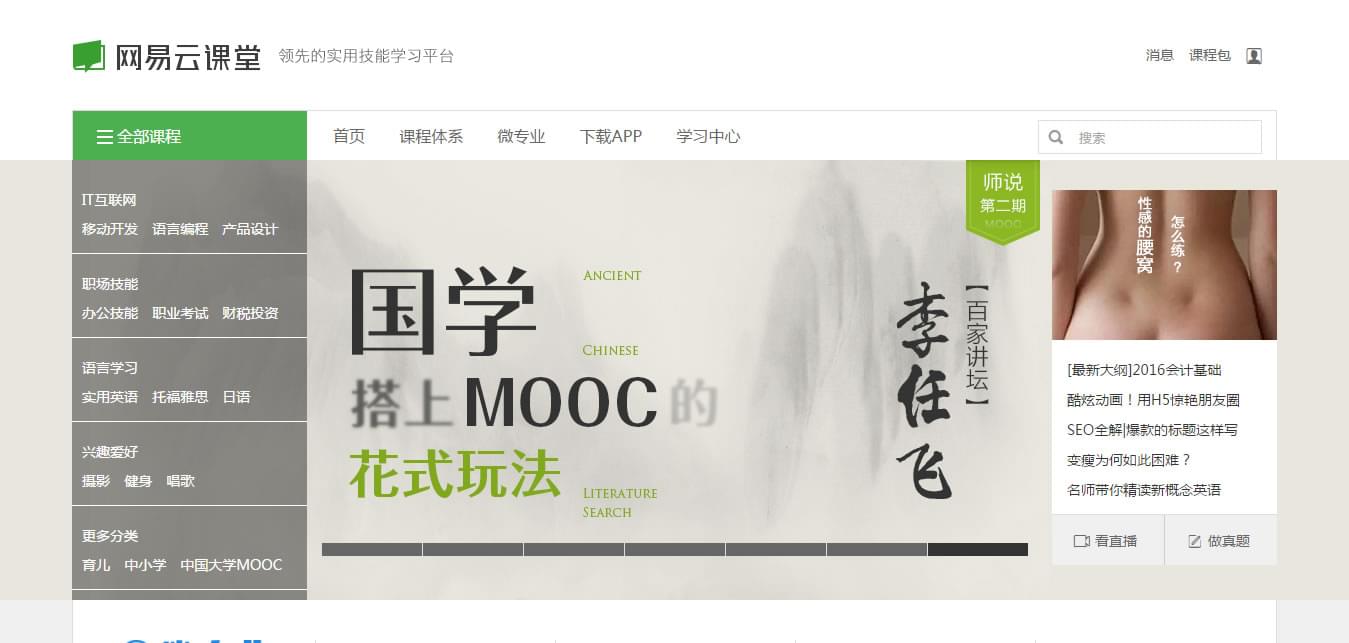 网易云课堂 领先的实用技能学习平台
消息 课程包
全部课程 首页 课程体系 微专业 下载APP 学习中心 搜索
IT互联网
移动开发 语言编程 产品设计
职场技能
办公技能 职业考试 财税投资
语言学习
实用英语 托福雅思 日语
兴趣爱好
摄影 健身 唱歌
更多分类
育儿 中小学 中国大学MOOC
国学
搭上MOOC的
花式玩法
ANCIENT
CHINESE
LITERATURE
SEARCH
师说
第二期
MOOC
【百家讲坛】
李任飞
性感的腰窝
怎么练?
[最新大纲]2016会计基础
酷炫动画！用H5惊艳朋友圈
SEO全解|爆款的标题这样写
变瘦为何如此困难？
名师带你精读新概念英语
看直播 做真题